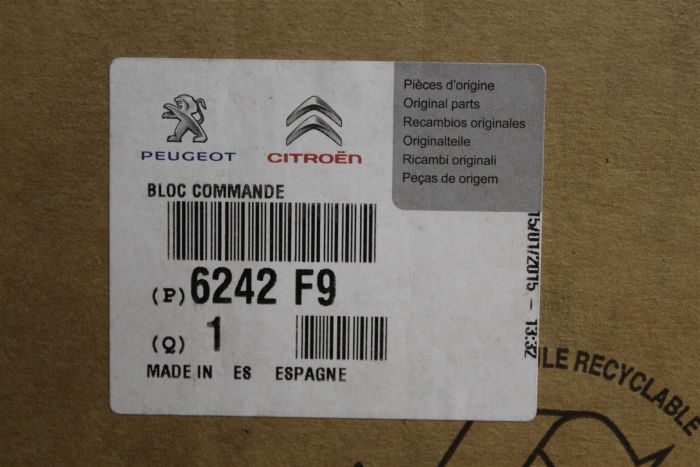 PEUGEOT
CITROËN
Pièces d'origine
Original parts
Recambios originales
Originalteile
Ricambi originali
Peças de origem
BLOC COMMANDE
(P) 6242 F9
(Q) 1
MADE IN ES ESPAGNE
15/01/2015 - 13:32
LE RECYCLABLE